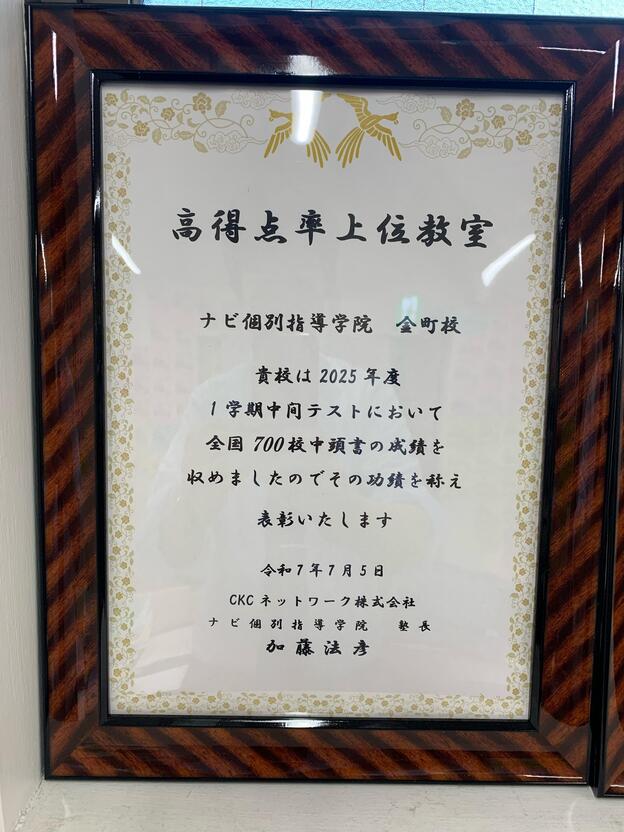 高得点率上位教室
ナビ個別指導学院　金町校
貴校は2025年度
1学期中間テストにおいて
全国700校中頭書の成績を
収めましたのでその功績を称え
表彰いたします
令和7年7月5日
CKCネットワーク株式会社
ナビ個別指導学院　塾長
加藤法彦